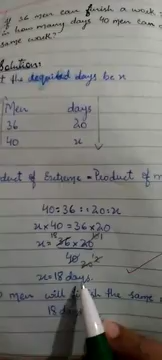 If 36 men can finish a work
in how many days 40 men can
same work?
Solution:
t the required days be x
Men days
36 20
40 x
oduct of Extreme = Product of m
40:36 :: 20:x
x × 40 = 36 × 20
x = 36 × 20
40
x = 18 days.
men will the same
18 days